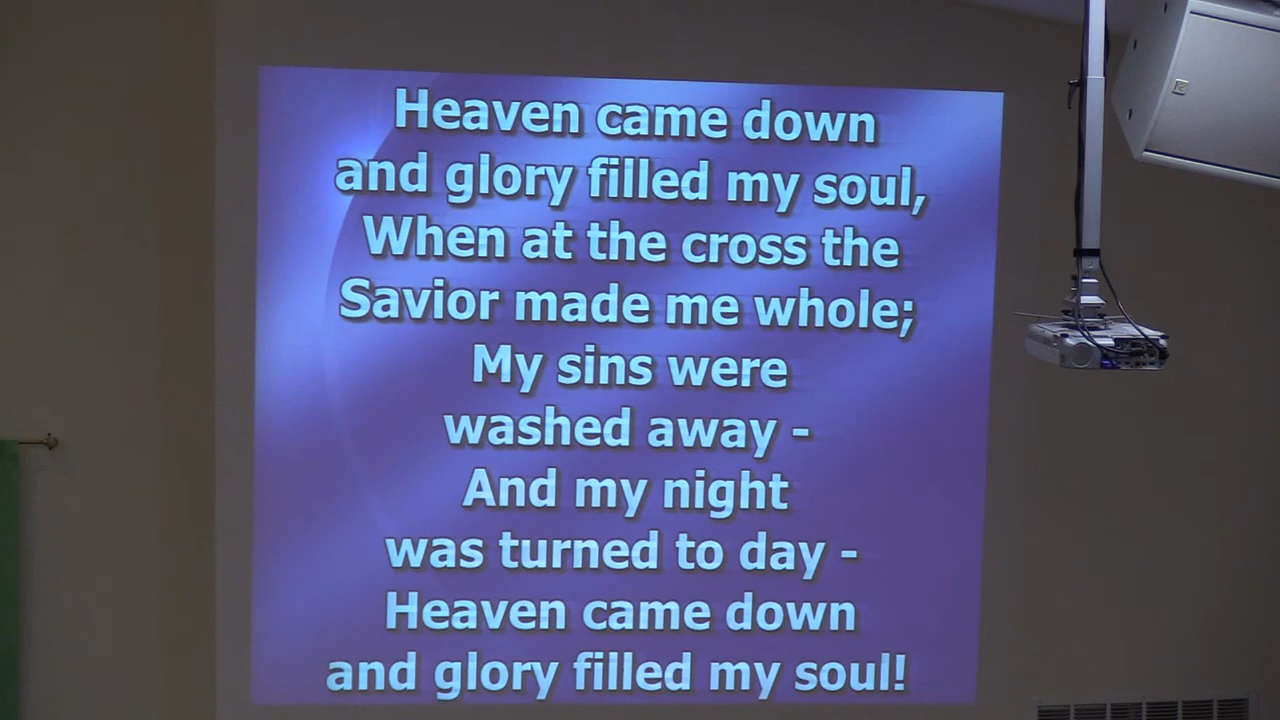 Heaven came down
and glory filled my soul,
When at the cross the
Savior made me whole;
My sins were
washed away -
And my night
was turned to day -
Heaven came down
and glory filled my soul!